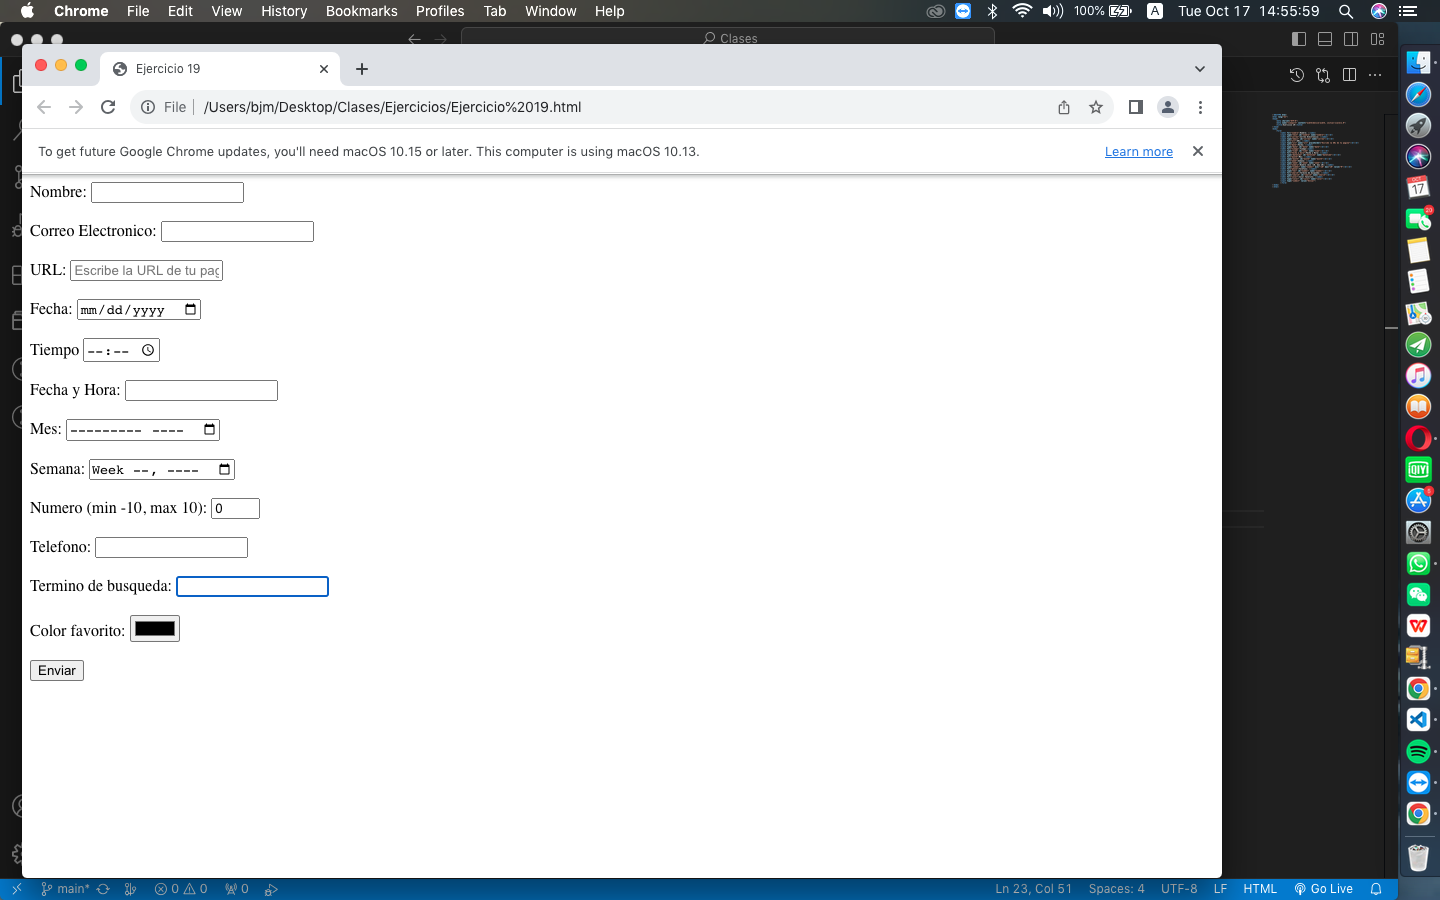 Chrome File Edit View History Bookmarks Profiles Tab Window Help 100% A Tue Oct 17 14:55:59
Clases
Ejercicio 19
File /Users/bjm/Desktop/Clases/Ejercicios/Ejercicio%2019.html
To get future Google Chrome updates, you'll need macOS 10.15 or later. This computer is using macOS 10.13. Learn more
Nombre:
Correo Electronico:
URL: Escribe la URL de tu pag
Fecha: mm/dd/yyyy
Tiempo --:--
Fecha y Hora:
Mes: --------- ----
Semana: Week --, ----
Numero (min -10, max 10): 0
Telefono:
Termino de busqueda:
Color favorito:
Enviar
OCT
17
QIYI
main* 0 0 0 Ln 23, Col 51 Spaces: 4 UTF-8 LF HTML Go Live